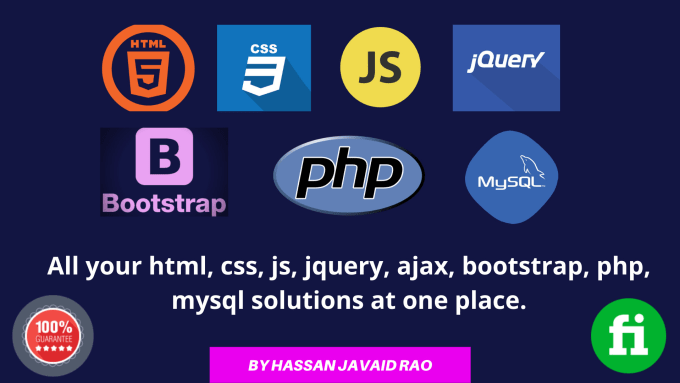 HTML
5
CSS
3
JS
jQuery
B
Bootstrap
php
MySQL™
All your html, css, js, jquery, ajax, bootstrap, php,
mysql solutions at one place.
100%
GUARANTEE
fi
BY HASSAN JAVAID RAO